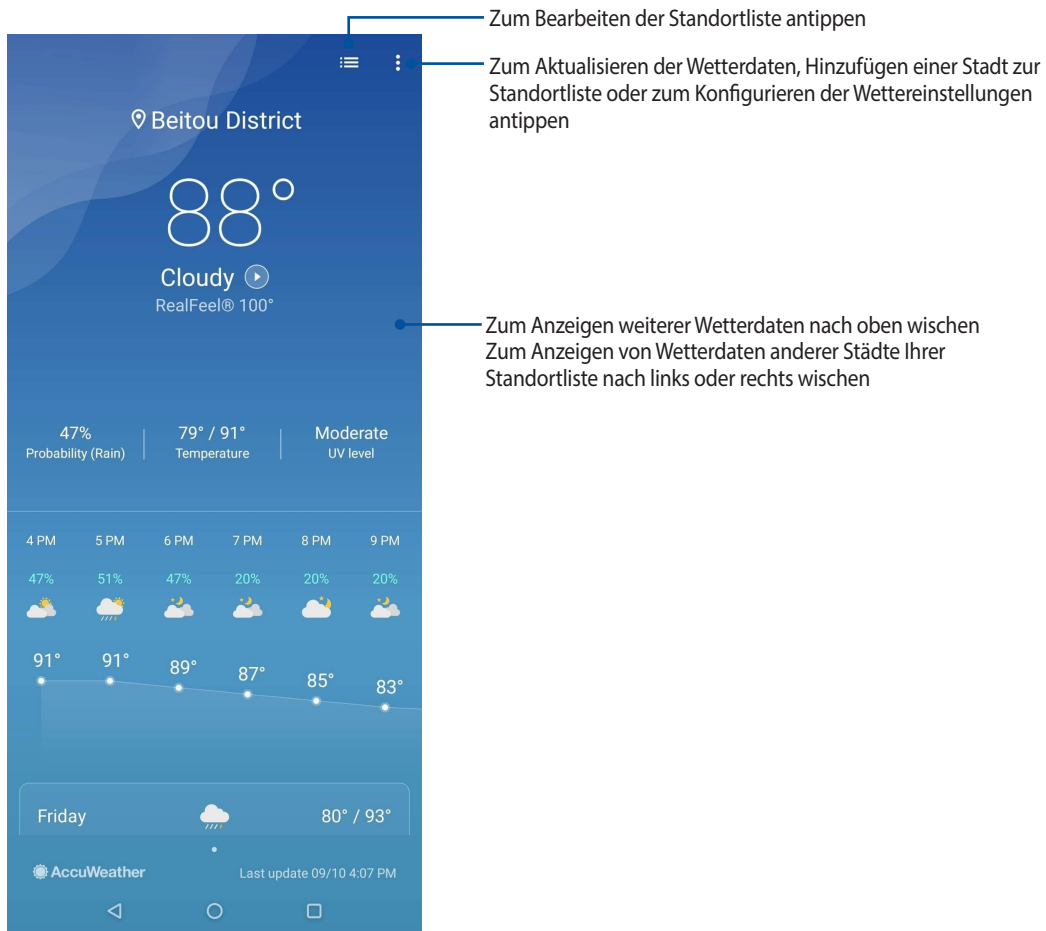 Zum Bearbeiten der Standortliste antippen
Zum Aktualisieren der Wetterdaten, Hinzufügen einer Stadt zur
Standortliste oder zum Konfigurieren der Wettereinstellungen
antippen
Beitou District
88°
Cloudy
RealFeel® 100°
Zum Anzeigen weiterer Wetterdaten nach oben wischen
Zum Anzeigen von Wetterdaten anderer Städte Ihrer
Standortliste nach links oder rechts wischen
47% 79° / 91° Moderate
Probability (Rain) Temperature UV level
4 PM 5 PM 6 PM 7 PM 8 PM 9 PM
47% 51% 47% 20% 20% 20%
91° 91° 89° 87° 85° 83°
Friday 80° / 93°
AccuWeather Last update 09/10 4:07 PM